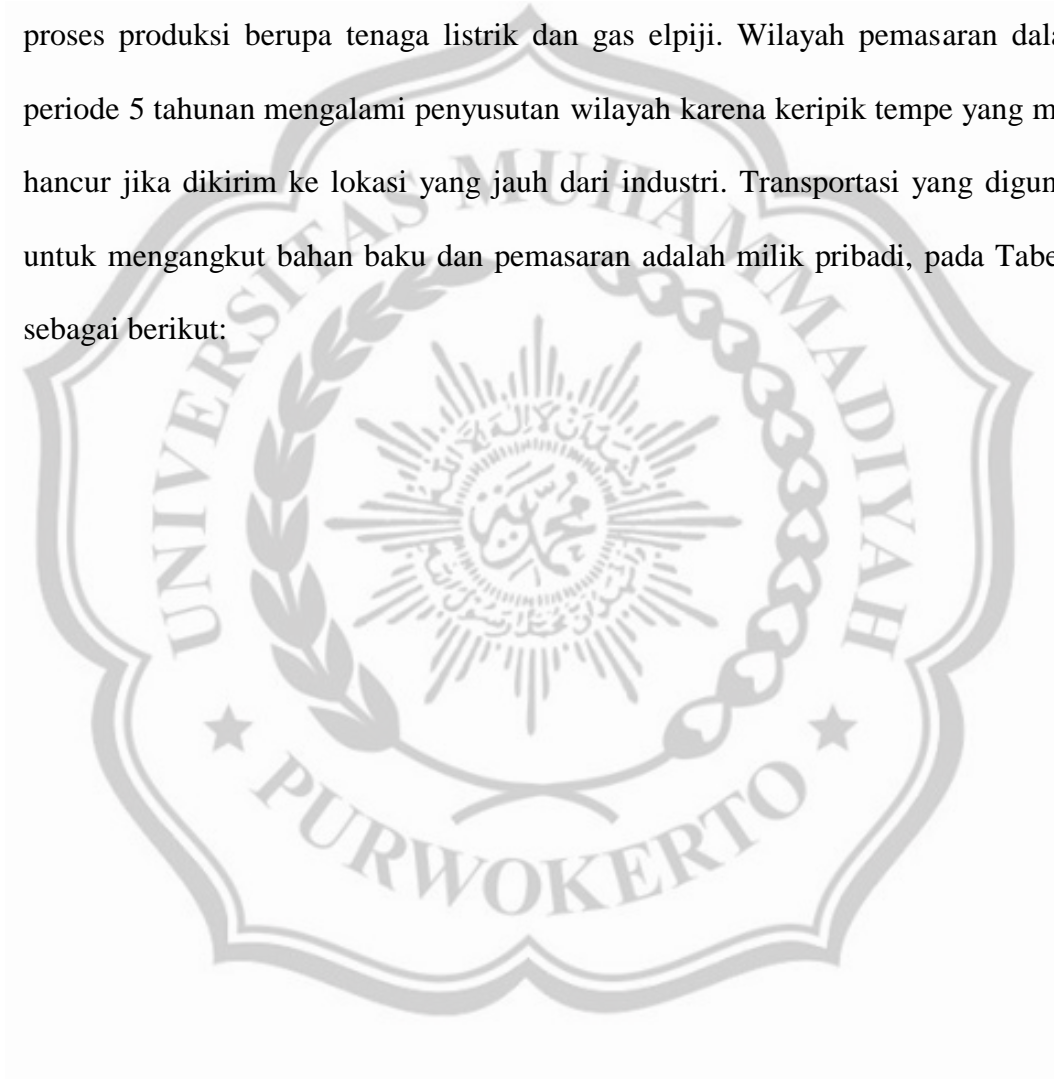 proses produksi berupa tenaga listrik dan gas elpiji. Wilayah pemasaran dala
periode 5 tahunan mengalami penyusutan wilayah karena keripik tempe yang m
hancur jika dikirim ke lokasi yang jauh dari industri. Transportasi yang digun
untuk mengangkut bahan baku dan pemasaran adalah milik pribadi, pada Tabe
sebagai berikut:
UNIVERSITAS MUHAMMADIYAH
PURWOKERTO